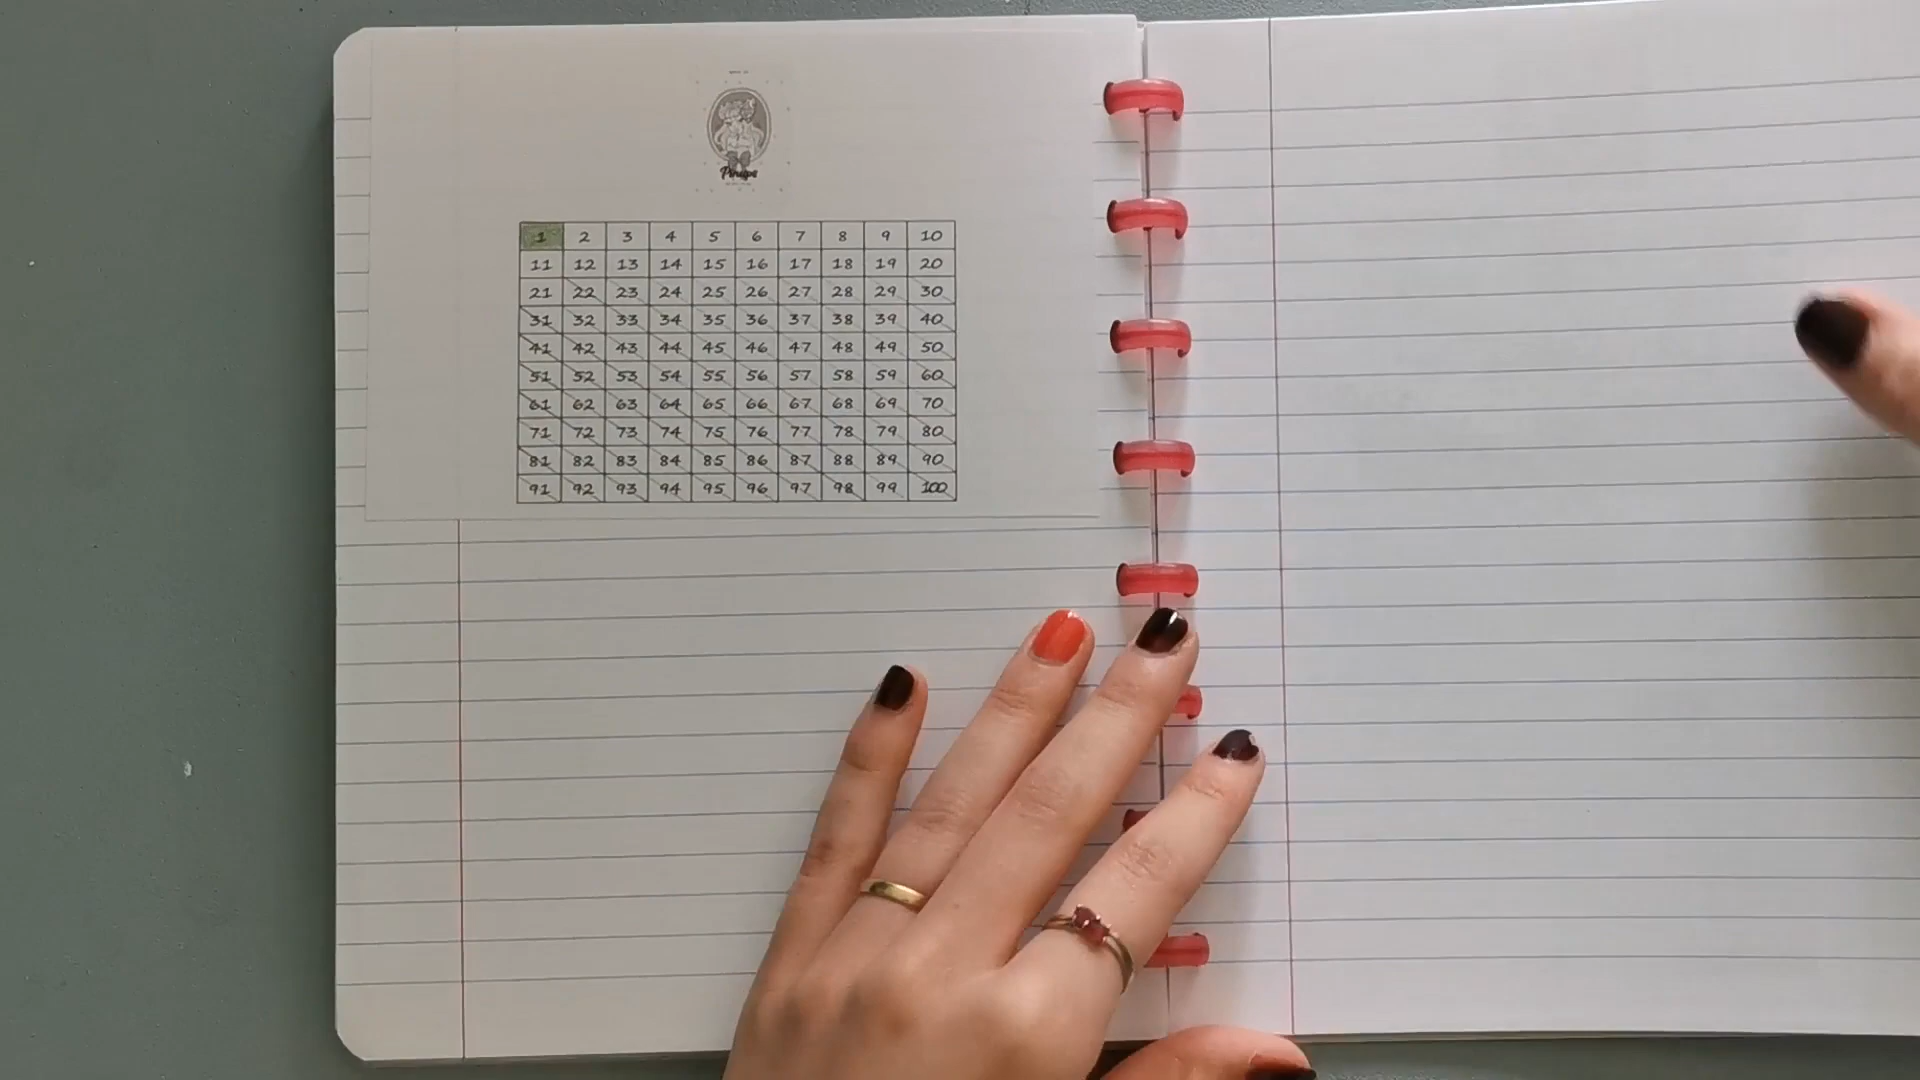 Pinups
1 2 3 4 5 6 7 8 9 10
11 12 13 14 15 16 17 18 19 20
21 22 23 24 25 26 27 28 29 30
31 32 33 34 35 36 37 38 39 40
41 42 43 44 45 46 47 48 49 50
51 52 53 54 55 56 57 58 59 60
61 62 63 64 65 66 67 68 69 70
71 72 73 74 75 76 77 78 79 80
81 82 83 84 85 86 87 88 89 90
91 92 93 94 95 96 97 98 99 100